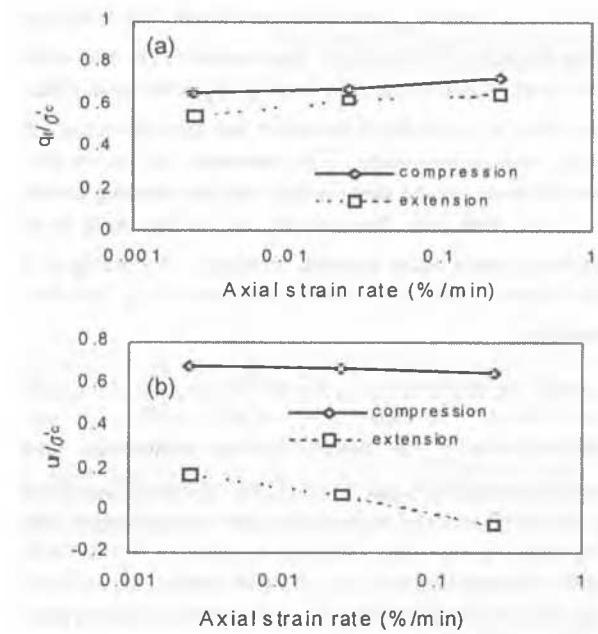 (a)
1
0.8
0.6
0.4
0.2
0
q_f/σ'c
compression
extension
0.001
0.01
0.1
1
Axial strain rate (%/min)
0.8
0.6
0.4
0.2
0
-0.2
(b)
compression
extension
0.001
0.01
0.1
1
Axial strain rate (%/min)